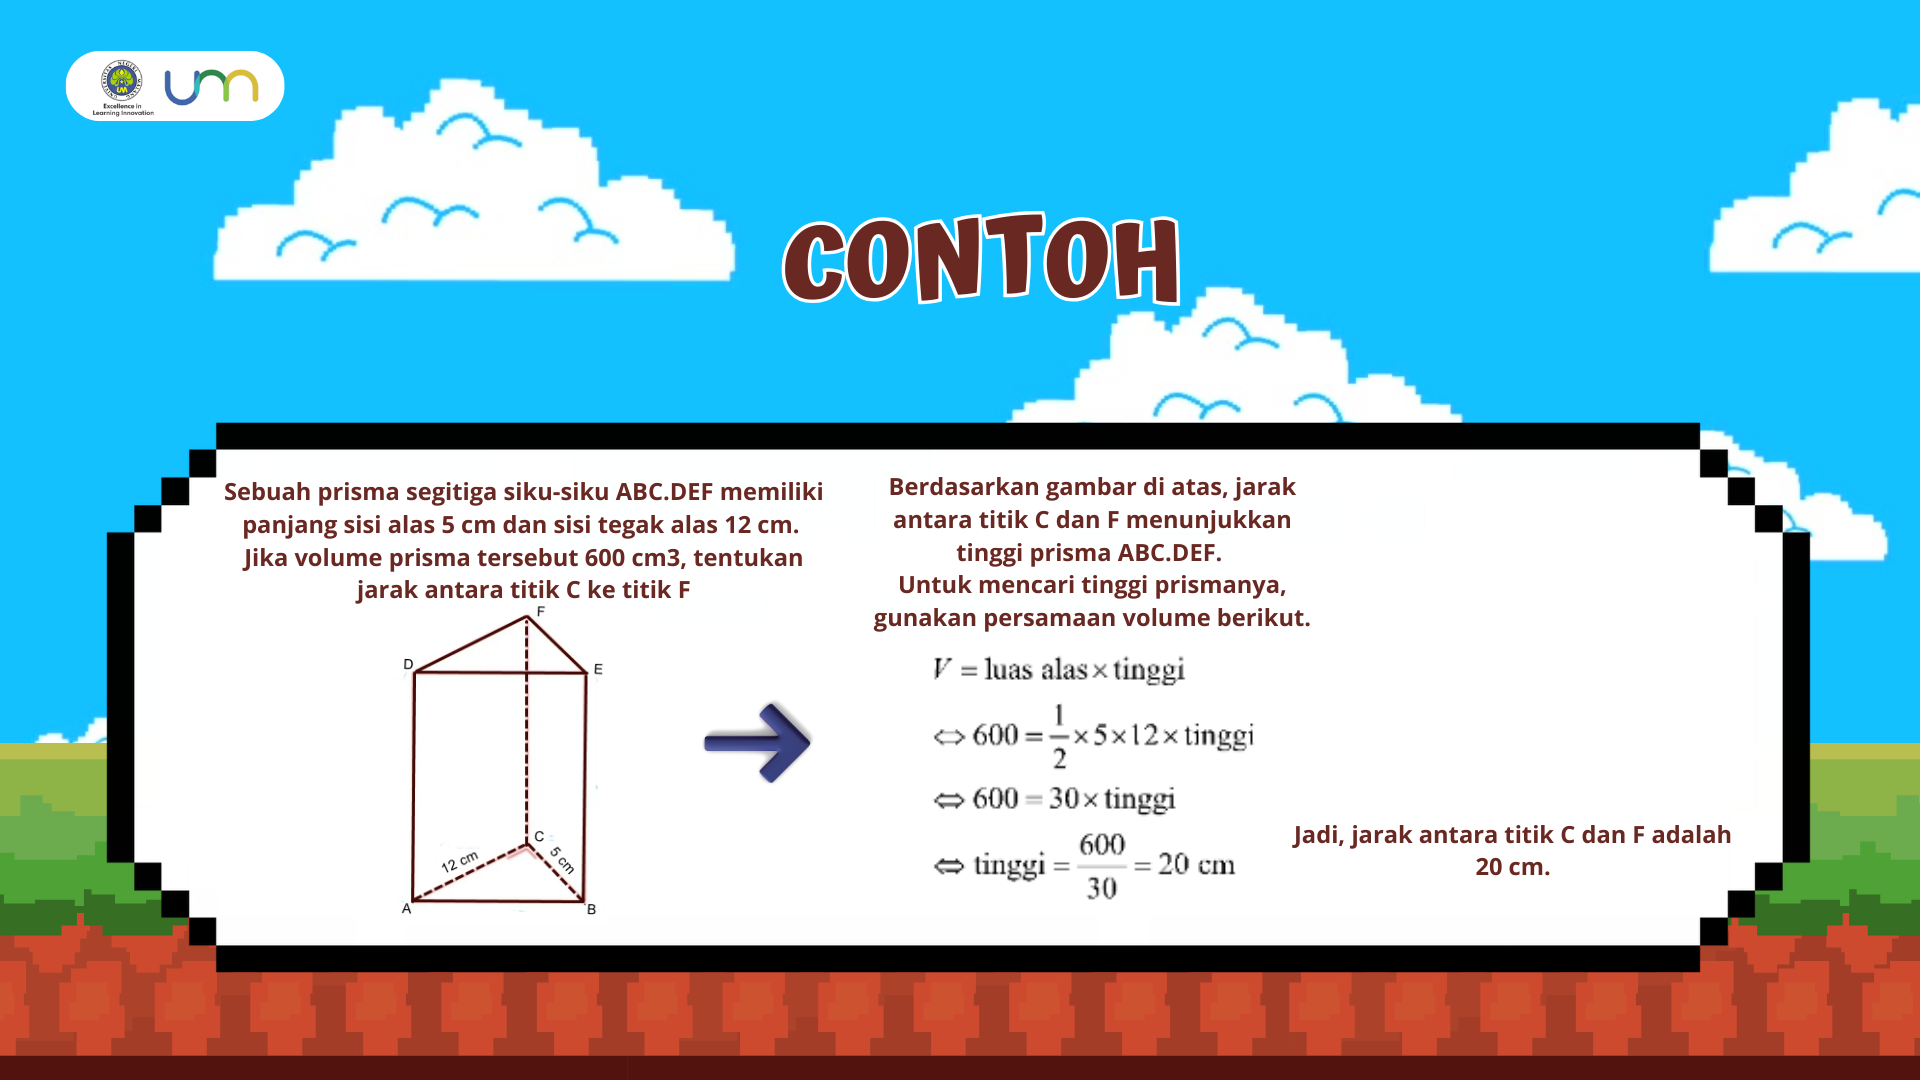 Excellence in
Learning Innovation
um
CONTOH
Sebuah prisma segitiga siku-siku ABC.DEF memiliki
panjang sisi alas 5 cm dan sisi tegak alas 12 cm.
Jika volume prisma tersebut 600 cm3, tentukan
jarak antara titik C ke titik F
F
D
E
C
12 cm
5 cm
A
B
Berdasarkan gambar di atas, jarak
antara titik C dan F menunjukkan
tinggi prisma ABC.DEF.
Untuk mencari tinggi prismanya,
gunakan persamaan volume berikut.
V = luas alas × tinggi
⇔ 600 = 1/2 × 5 × 12 × tinggi
⇔ 600 = 30 × tinggi
⇔ tinggi = 600/30 = 20 cm
Jadi, jarak antara titik C dan F adalah
20 cm.